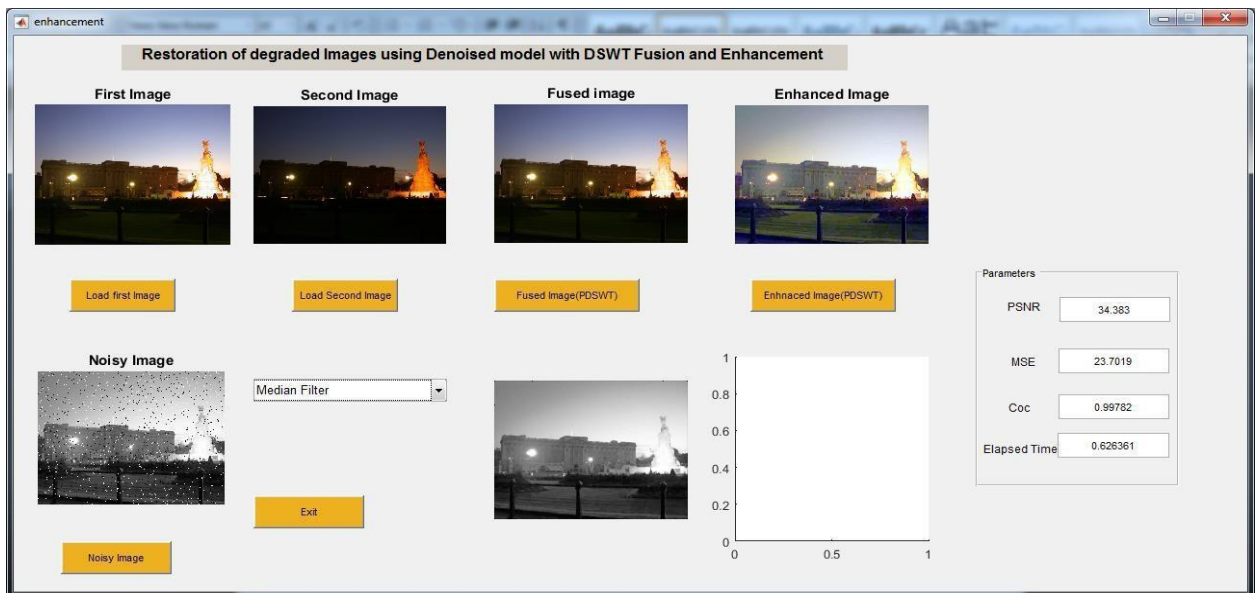 enhancement
Restoration of degraded Images using Denoised model with DSWT Fusion and Enhancement
First Image
Second Image
Fused image
Enhanced Image
Load first Image
Load Second Image
Fused Image(PDSWT)
Enhnaced Image(PDSWT)
Parameters
PSNR
34.383
MSE
23.7019
Coc
0.99782
Elapsed Time
0.626361
Noisy Image
Median Filter
Exit
Noisy Image
1
0.8
0.6
0.4
0.2
0
0
0.5
1